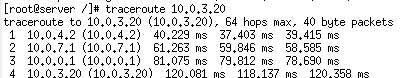 [root@server /]# traceroute 10.0.3.20
traceroute to 10.0.3.20 (10.0.3.20), 64 hops max, 40 byte packets
1 10.0.4.2 (10.0.4.2) 40.229 ms 37.403 ms 39.415 ms
2 10.0.7.1 (10.0.7.1) 61.263 ms 59.846 ms 58.585 ms
3 10.0.0.1 (10.0.0.1) 81.075 ms 79.812 ms 78.690 ms
4 10.0.3.20 (10.0.3.20) 120.081 ms 118.137 ms 120.358 ms